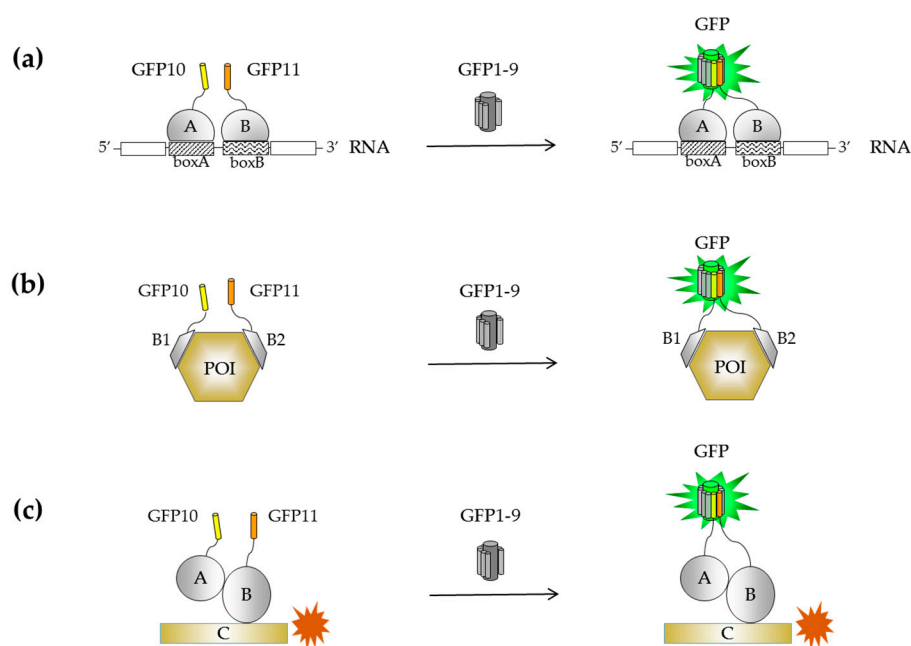 (a)
GFP10
GFP11
GFP1-9
GFP
A
B
5′
3′ RNA
boxA
boxB
A
B
5′
3′ RNA
boxA
boxB
(b)
GFP10
GFP11
GFP1-9
GFP
B1
B2
POI
B1
B2
POI
(c)
GFP10
GFP11
GFP1-9
GFP
A
B
C
A
B
C